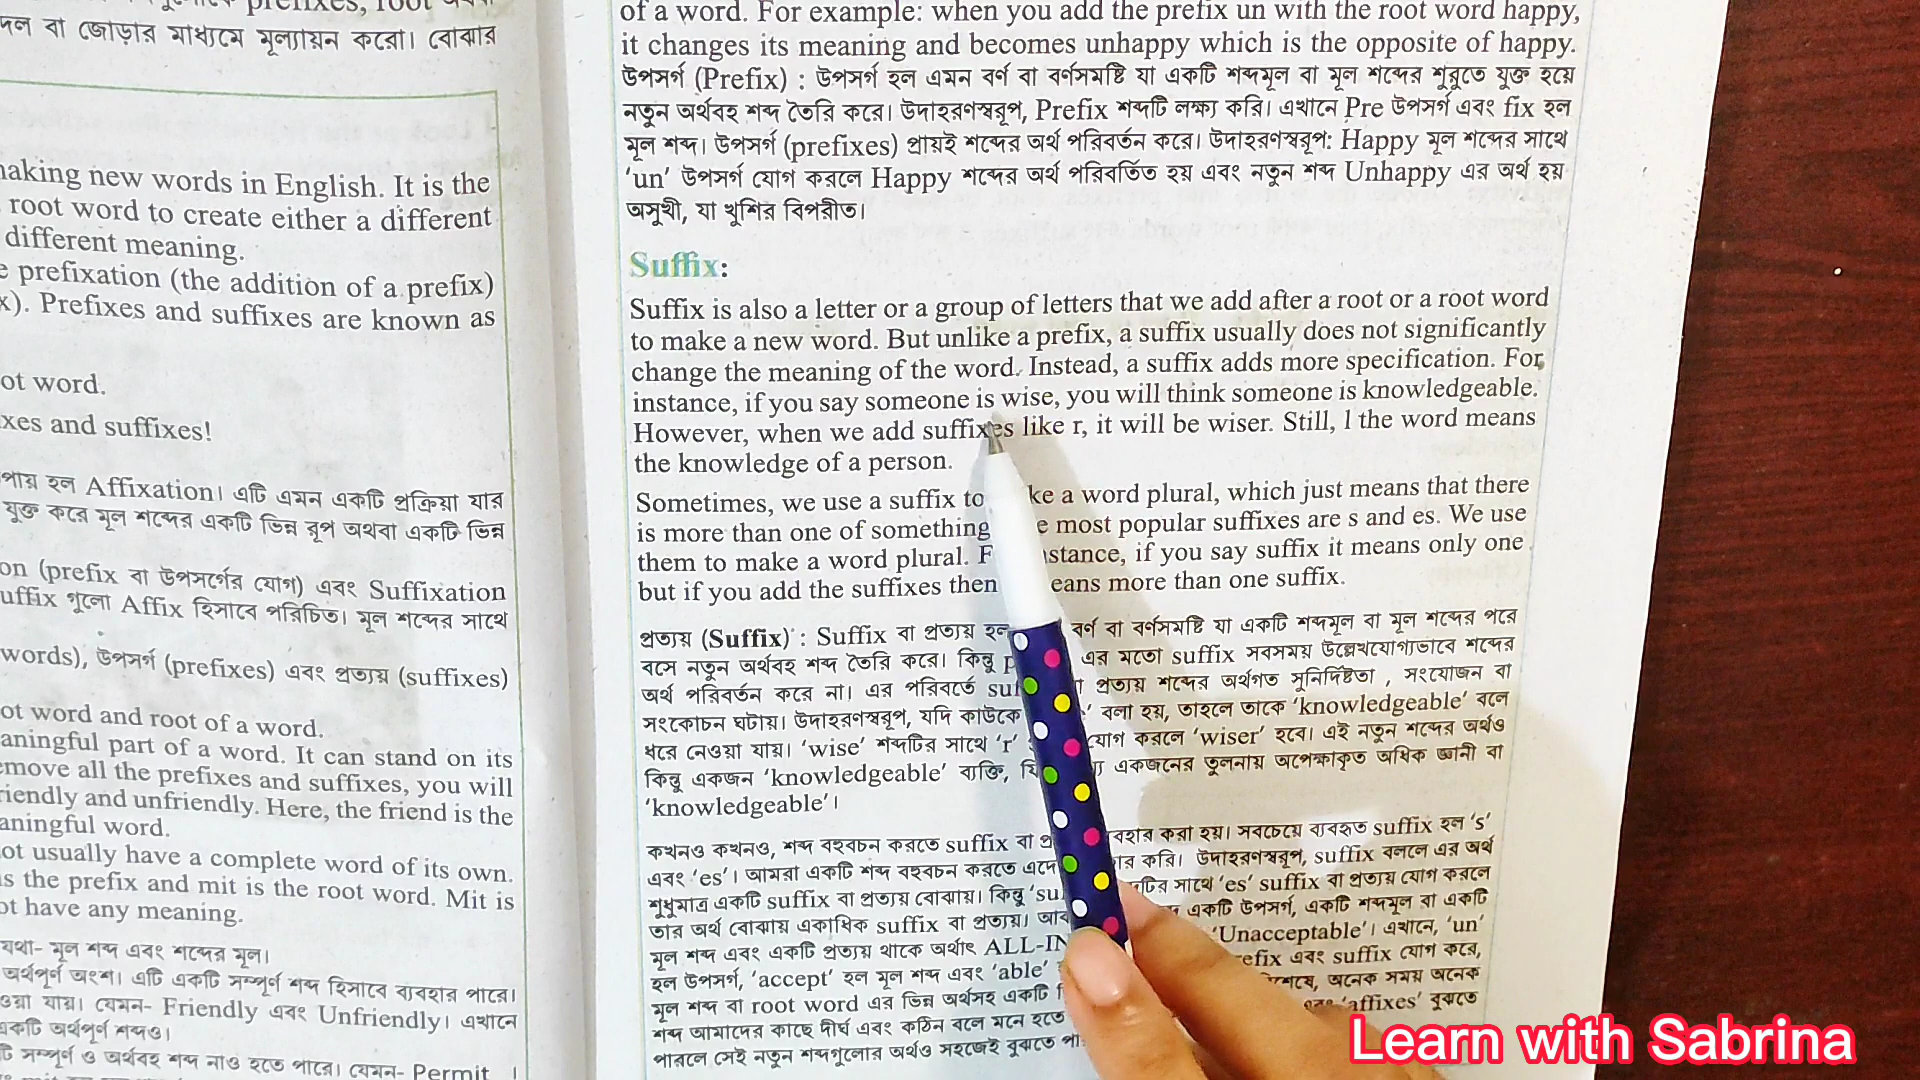 prefixes, root
দল বা জোড়ার মাধ্যমে মূল্যায়ন করো। বোঝার
making new words in English. It is the
root word to create either a different
different meaning.
prefixation (the addition of a prefix)
x). Prefixes and suffixes are known as
ot word.
xes and suffixes!
পায় হল Affixation। এটি এমন একটি প্রক্রিয়া যার
যুক্ত করে মূল শব্দের একটি ভিন্ন রূপ অথবা একটি ভিন্ন
on (prefix বা উপসর্গের যোগ) এবং Suffixation
uffix গুলো Affix হিসাবে পরিচিত। মূল শব্দের সাথে
words), উপসর্গ (prefixes) এবং প্রত্যয় (suffixes)
ot word and root of a word.
aningful part of a word. It can stand on its
emove all the prefixes and suffixes, you will
riendly and unfriendly. Here, the friend is the
aningful word.
ot usually have a complete word of its own.
s the prefix and mit is the root word. Mit is
ot have any meaning.
যথা- মূল শব্দ এবং শব্দের মূল।
অর্থপূর্ণ অংশ। এটি একটি সম্পূর্ণ শব্দ হিসাবে ব্যবহার পারে।
ওয়া যায়। যেমন- Friendly এবং Unfriendly। এখানে
একটি অর্থপূর্ণ শব্দও।
টি সম্পূর্ণ ও অর্থবহ শব্দ নাও হতে পারে। যেমন- Permit ।
of a word. For example: when you add the prefix un with the root word happy,
it changes its meaning and becomes unhappy which is the opposite of happy.
উপসর্গ (Prefix) : উপসর্গ হল এমন বর্ণ বা বর্ণসমষ্টি যা একটি শব্দমূল বা মূল শব্দের শুরুতে যুক্ত হয়ে
নতুন অর্থবহ শব্দ তৈরি করে। উদাহরণস্বরূপ, Prefix শব্দটি লক্ষ্য করি। এখানে Pre উপসর্গ এবং fix হল
মূল শব্দ। উপসর্গ (prefixes) প্রায়ই শব্দের অর্থ পরিবর্তন করে। উদাহরণস্বরূপ: Happy মূল শব্দের সাথে
‘un’ উপসর্গ যোগ করলে Happy শব্দের অর্থ পরিবর্তিত হয় এবং নতুন শব্দ Unhappy এর অর্থ হয়
অসুখী, যা খুশির বিপরীত।
Suffix:
Suffix is also a letter or a group of letters that we add after a root or a root word
to make a new word. But unlike a prefix, a suffix usually does not significantly
change the meaning of the word. Instead, a suffix adds more specification. For
instance, if you say someone is wise, you will think someone is knowledgeable.
However, when we add suffixes like r, it will be wiser. Still, l the word means
the knowledge of a person.
Sometimes, we use a suffix to ke a word plural, which just means that there
is more than one of something e most popular suffixes are s and es. We use
them to make a word plural. F stance, if you say suffix it means only one
but if you add the suffixes then eans more than one suffix.
প্রত্যয় (Suffix) : Suffix বা প্রত্যয় হল বর্ণ বা বর্ণসমষ্টি যা একটি শব্দমূল বা মূল শব্দের পরে
বসে নতুন অর্থবহ শব্দ তৈরি করে। কিন্তু p এর মতো suffix সবসময় উল্লেখযোগ্যভাবে শব্দের
অর্থ পরিবর্তন করে না। এর পরিবর্তে suf প্রত্যয় শব্দের অর্থগত সুনির্দিষ্টতা , সংযোজন বা
সংকোচন ঘটায়। উদাহরণস্বরূপ, যদি কাউকে ’ বলা হয়, তাহলে তাকে ‘knowledgeable’ বলে
ধরে নেওয়া যায়। ‘wise’ শব্দটির সাথে ‘r’ যোগ করলে ‘wiser’ হবে। এই নতুন শব্দের অর্থও
কিন্তু একজন ‘knowledgeable’ ব্যক্তি, যি একজনের তুলনায় অপেক্ষাকৃত অধিক জ্ঞানী বা
‘knowledgeable’।
কখনও কখনও, শব্দ বহুবচন করতে suffix বা প্র বহার করা হয়। সবচেয়ে ব্যবহৃত suffix হল ‘s’
এবং ‘es’। আমরা একটি শব্দ বহুবচন করতে এদে ার করি। উদাহরণস্বরূপ, suffix বললে এর অর্থ
শুধুমাত্র একটি suffix বা প্রত্যয় বোঝায়। কিন্তু ‘su টির সাথে ‘es’ suffix বা প্রত্যয় যোগ করলে
তার অর্থ বোঝায় একাধিক suffix বা প্রত্যয়। আব একটি উপসর্গ, একটি শব্দমূল বা একটি
মূল শব্দ এবং একটি প্রত্যয় থাকে অর্থাৎ ALL-IN ‘Unacceptable’। এখানে, ‘un’
হল উপসর্গ, ‘accept’ হল মূল শব্দ এবং ‘able’ efix এবং suffix যোগ করে,
মূল শব্দ বা root word এর ভিন্ন অর্থসহ একটি শেষে, অনেক সময় অনেক
শব্দ আমাদের কাছে দীর্ঘ এবং কঠিন বলে মনে হতে এবং ‘affixes’ বুঝতে
পারলে সেই নতুন শব্দগুলোর অর্থও সহজেই বুঝতে পা
Learn with Sabrina